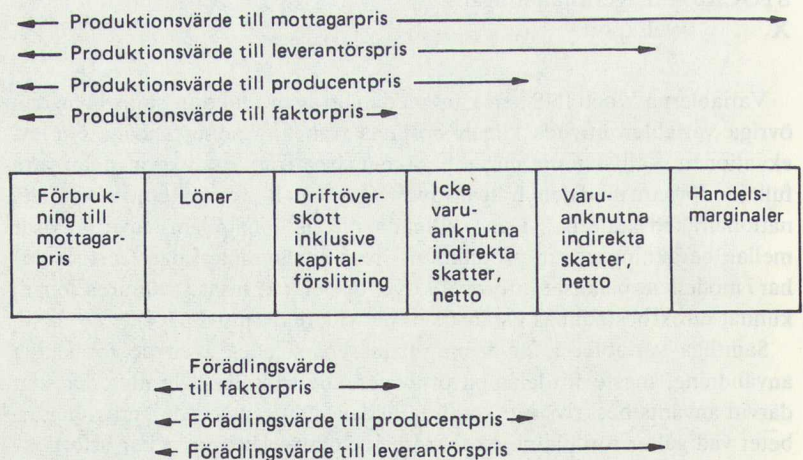 Produktionsvärde till mottagarpris
Produktionsvärde till leverantörspris
Produktionsvärde till producentpris
Produktionsvärde till faktorpris
Förbruk-
ning till
mottagar-
pris
Löner
Driftöver-
skott
inklusive
kapital-
förslitning
Icke
varu-
anknutna
indirekta
skatter,
netto
Varu-
anknutna
indirekta
skatter,
netto
Handels-
marginaler
Förädlingsvärde
till faktorpris
Förädlingsvärde till producentpris
Förädlingsvärde till leverantörspris